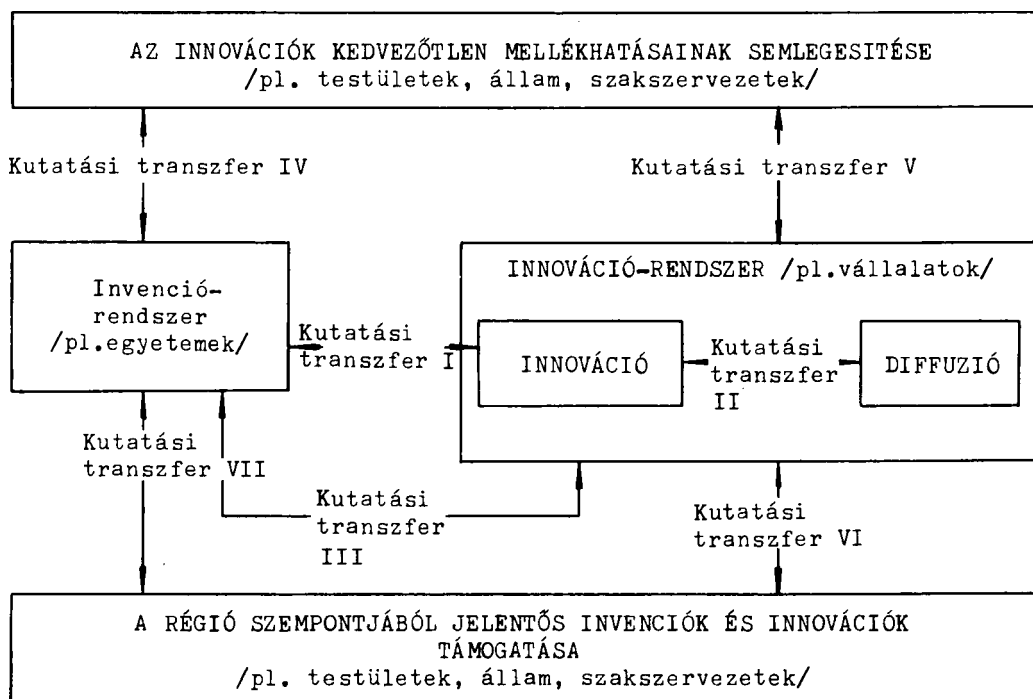 AZ INNOVÁCIÓK KEDVEZŐTLEN MELLÉKHATÁSAINAK SEMLEGESITÉSE
/pl. testületek, állam, szakszervezetek/
Kutatási transzfer IV
Kutatási transzfer V
Invenció-
rendszer
/pl.egyetemek/
Kutatási
transzfer I
INNOVÁCIÓ-RENDSZER /pl.vállalatok/
INNOVÁCIÓ
Kutatási
transzfer
II
DIFFUZIÓ
Kutatási
transzfer VII
Kutatási
transzfer
III
Kutatási
transzfer VI
A RÉGIÓ SZEMPONTJÁBÓL JELENTŐS INVENCIÓK ÉS INNOVÁCIÓK
TÁMOGATÁSA
/pl. testületek, állam, szakszervezetek/